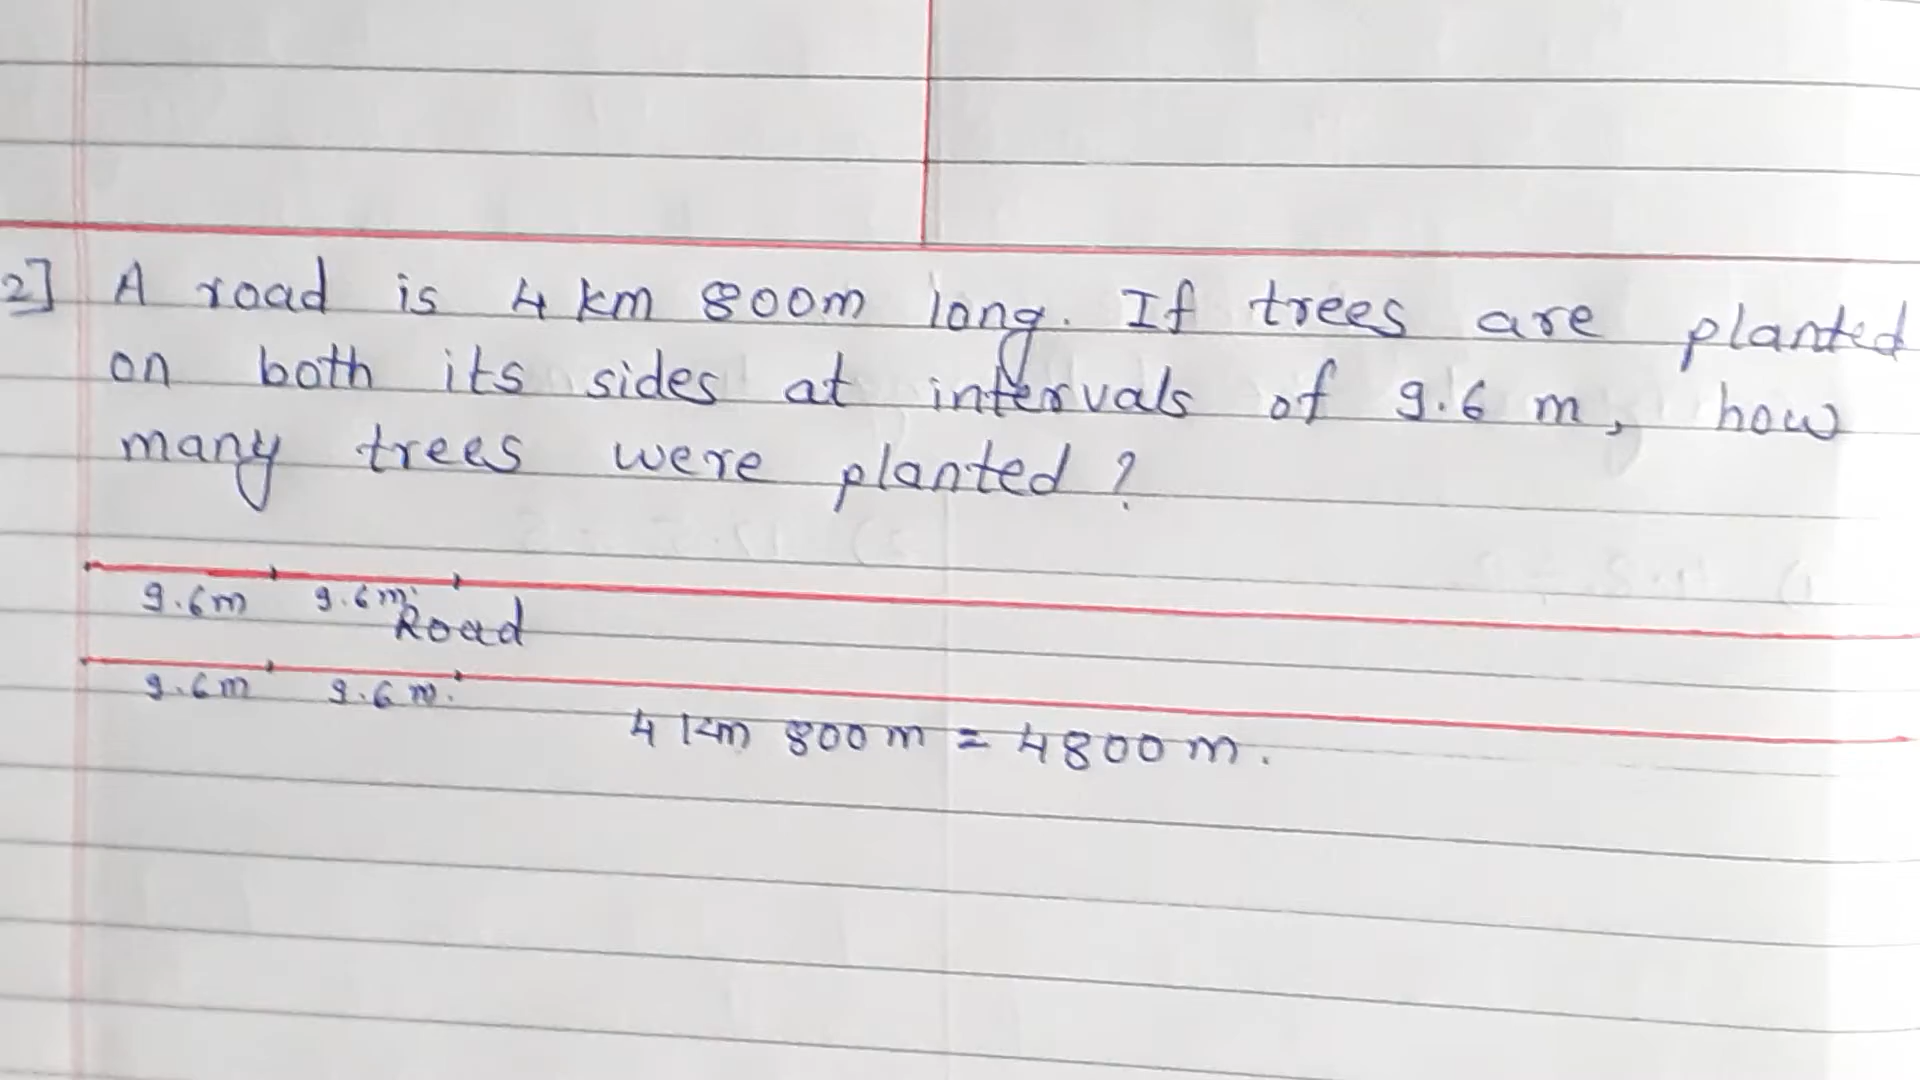 2] A road is 4 km 800m long. If trees are planted
on both its sides at intervals of 9.6 m, how
many trees were planted?
9.6m 9.6m.
Road
9.6m 9.6m.
4 km 800 m = 4800 m.